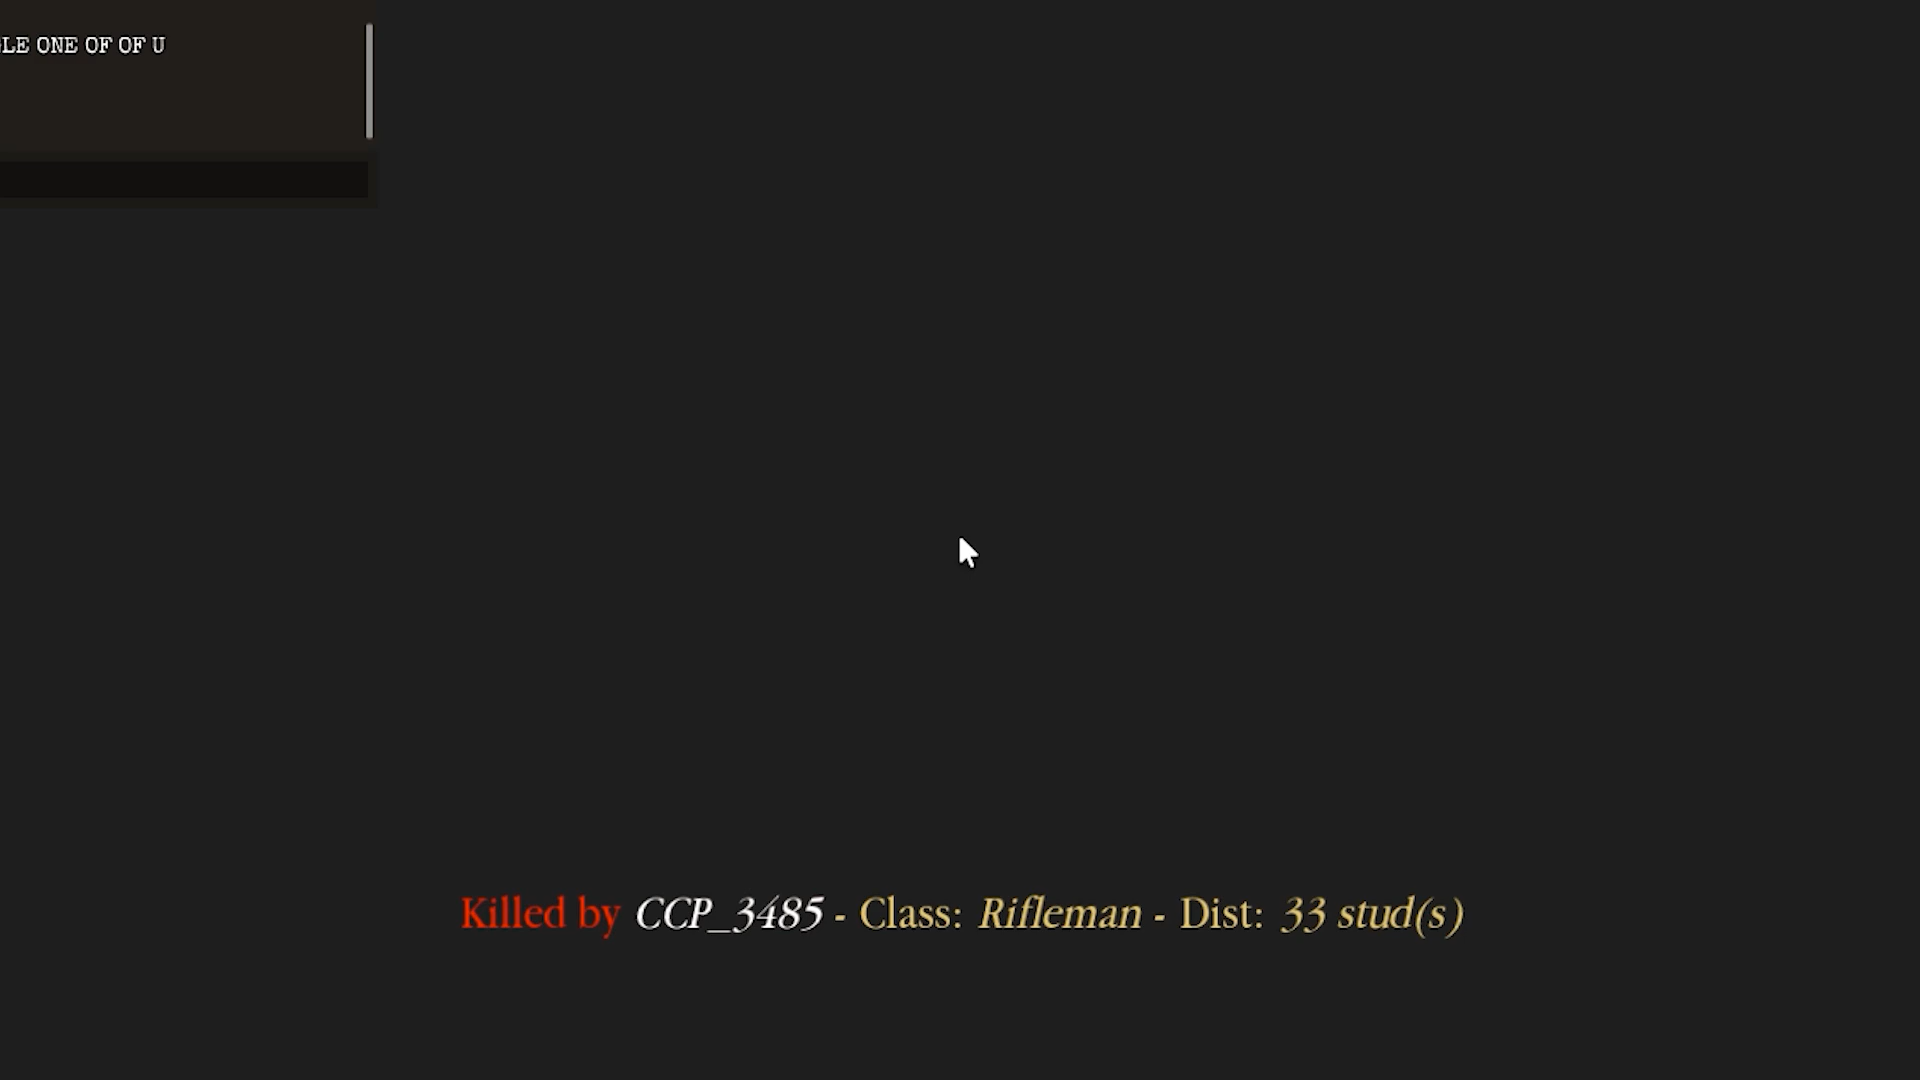 LE ONE OF OF U
Killed by CCP_3485 - Class: Rifleman - Dist: 33 stud(s)